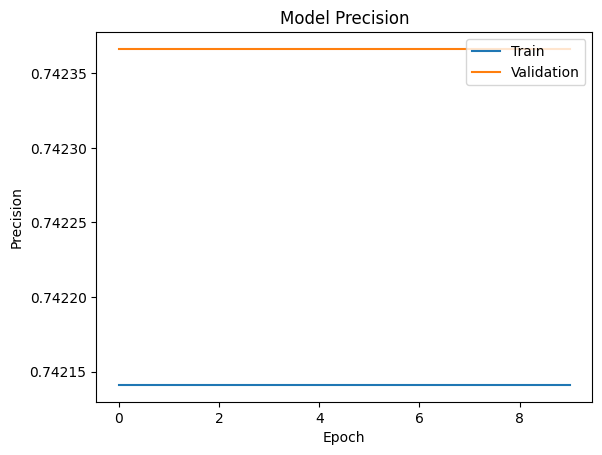 Model Precision
Train
Validation
0.74235
0.74230
0.74225
0.74220
0.74215
Precision
0 2 4 6 8
Epoch